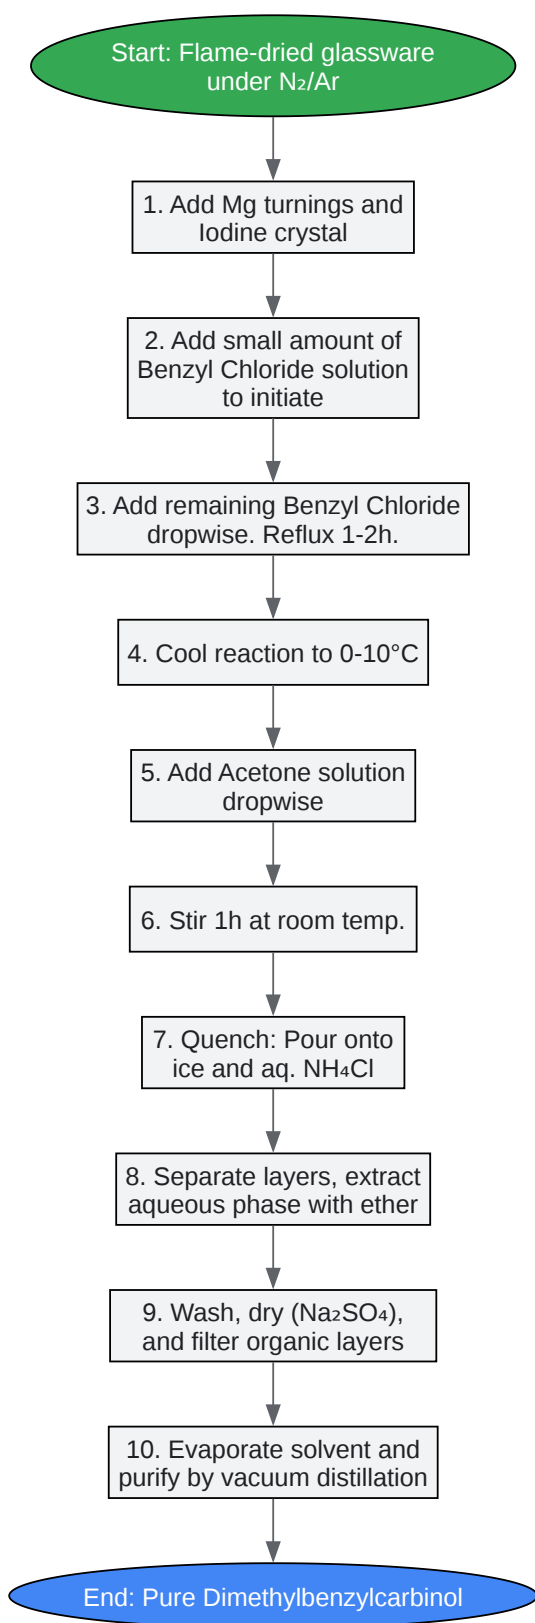 Start: Flame-dried glassware
under N₂/Ar
1. Add Mg turnings and
Iodine crystal
2. Add small amount of
Benzyl Chloride solution
to initiate
3. Add remaining Benzyl Chloride
dropwise. Reflux 1-2h.
4. Cool reaction to 0-10°C
5. Add Acetone solution
dropwise
6. Stir 1h at room temp.
7. Quench: Pour onto
ice and aq. NH₄Cl
8. Separate layers, extract
aqueous phase with ether
9. Wash, dry (Na₂SO₄),
and filter organic layers
10. Evaporate solvent and
purify by vacuum distillation
End: Pure Dimethylbenzylcarbinol